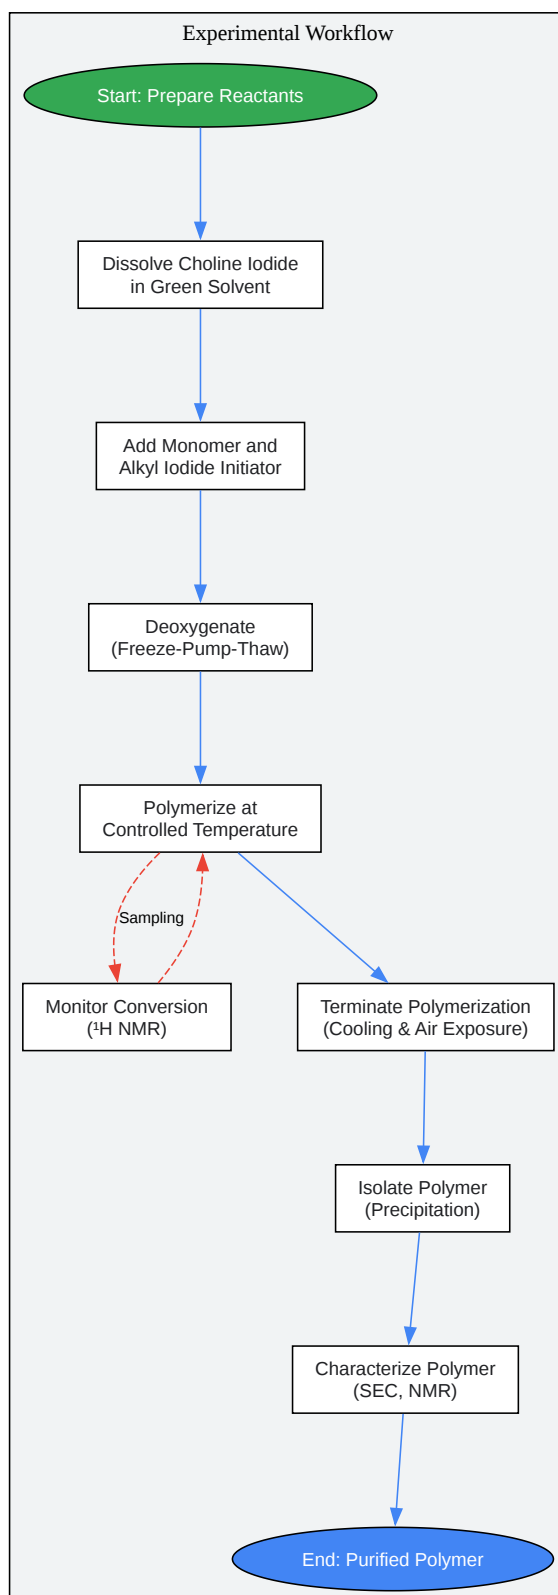 Experimental Workflow
Start: Prepare Reactants
Dissolve Choline Iodide
in Green Solvent
Add Monomer and
Alkyl Iodide Initiator
Deoxygenate
(Freeze-Pump-Thaw)
Polymerize at
Controlled Temperature
Sampling
Monitor Conversion
(¹H NMR)
Terminate Polymerization
(Cooling & Air Exposure)
Isolate Polymer
(Precipitation)
Characterize Polymer
(SEC, NMR)
End: Purified Polymer